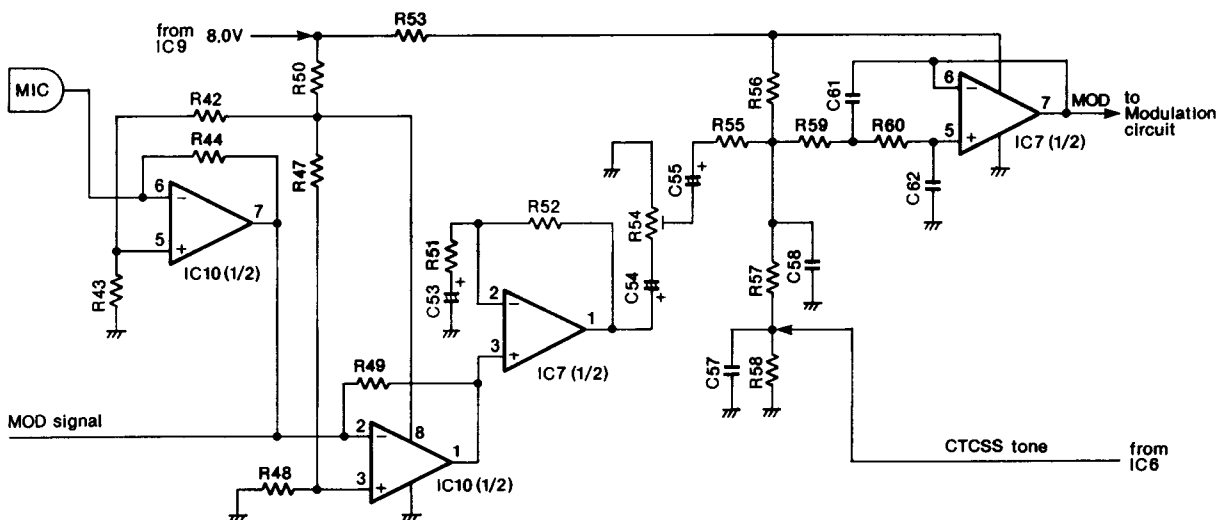 from
IC9
8.0V
R53
MIC
R50
R42
R44
R47
6
7
5
IC10 (1/2)
R43
R51
C53
R52
2
1
3
IC7 (1/2)
R54
C54
C55
R55
R56
R59
C61
R60
C62
6
7
5
IC7 (1/2)
MOD
to
Modulation
circuit
R57
C58
C57
R58
R49
MOD signal
2
8
1
3
R48
IC10 (1/2)
CTCSS tone
from
IC6